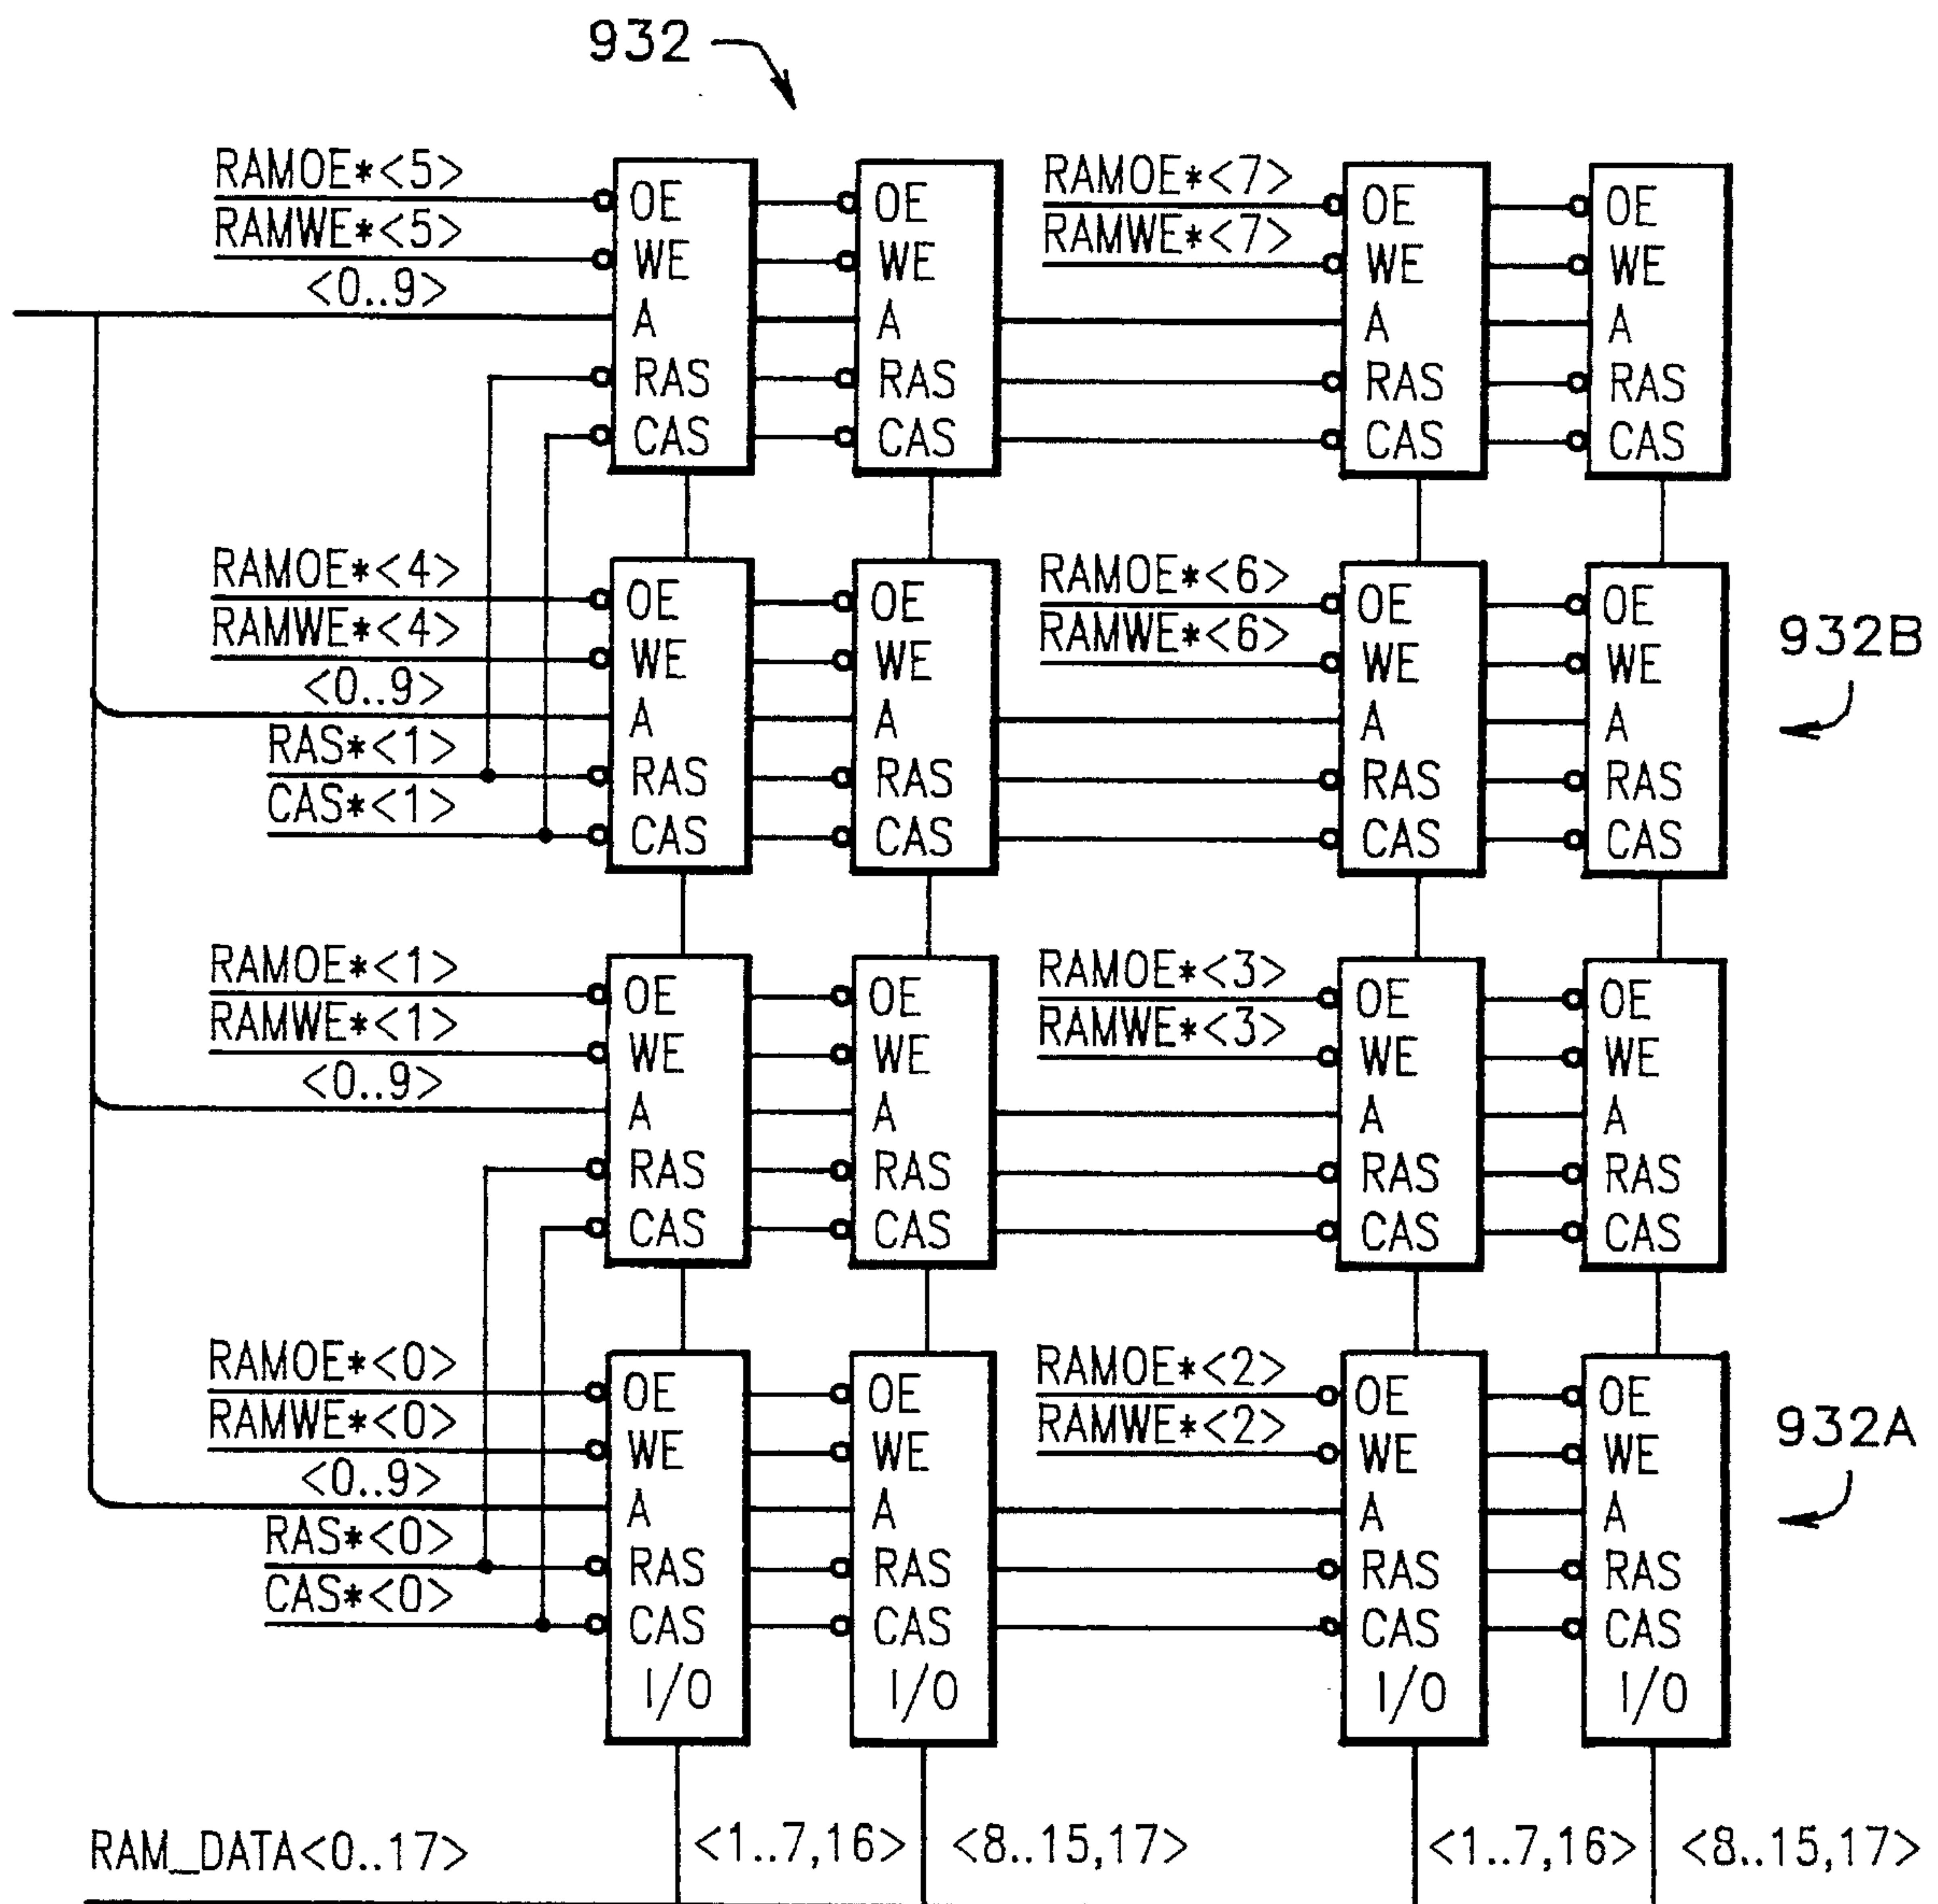 932
RAMOE*<5>
RAMWE*<5>
<0..9>
OE
WE
A
RAS
CAS
OE
WE
A
RAS
CAS
RAMOE*<7>
RAMWE*<7>
OE
WE
A
RAS
CAS
OE
WE
A
RAS
CAS
RAMOE*<4>
RAMWE*<4>
<0..9>
RAS*<1>
CAS*<1>
OE
WE
A
RAS
CAS
OE
WE
A
RAS
CAS
RAMOE*<6>
RAMWE*<6>
OE
WE
A
RAS
CAS
OE
WE
A
RAS
CAS
932B
RAMOE*<1>
RAMWE*<1>
<0..9>
OE
WE
A
RAS
CAS
OE
WE
A
RAS
CAS
RAMOE*<3>
RAMWE*<3>
OE
WE
A
RAS
CAS
OE
WE
A
RAS
CAS
RAMOE*<0>
RAMWE*<0>
<0..9>
RAS*<0>
CAS*<0>
OE
WE
A
RAS
CAS
I/O
OE
WE
A
RAS
CAS
I/O
RAMOE*<2>
RAMWE*<2>
OE
WE
A
RAS
CAS
I/O
OE
WE
A
RAS
CAS
I/O
932A
RAM_DATA<0..17>
<1..7,16>
<8..15,17>
<1..7,16>
<8..15,17>